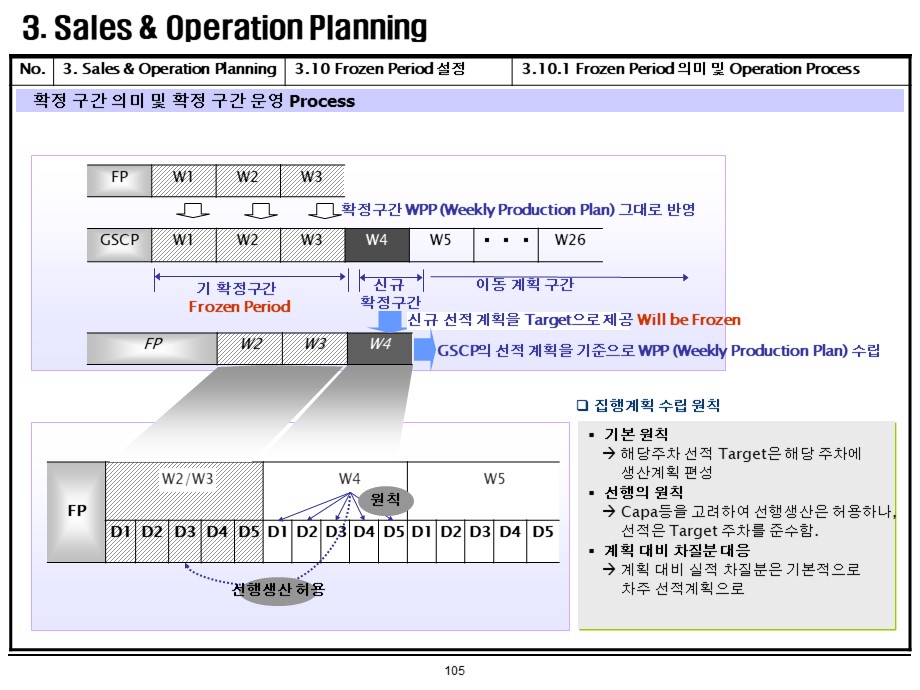 3. Sales & Operation Planning
No. 3. Sales & Operation Planning 3.10 Frozen Period 설정 3.10.1 Frozen Period 의미 및 Operation Process
확정 구간 의미 및 확정 구간 운영 Process
FP W1 W2 W3
확정구간 WPP (Weekly Production Plan) 그대로 반영
GSCP W1 W2 W3 W4 W5 ▪ ▪ ▪ W26
기 확정구간
Frozen Period
신규
확정구간
이동 계획 구간
신규 선적 계획을 Target으로 제공 Will be Frozen
FP W2 W3 W4
GSCP의 선적 계획을 기준으로 WPP (Weekly Production Plan) 수립
❑ 집행계획 수립 원칙
▪ 기본 원칙
→ 해당주차 선적 Target은 해당 주차에
생산계획 편성
▪ 선행의 원칙
→ Capa등을 고려하여 선행생산은 허용하나,
선적은 Target 주차를 준수함.
▪ 계획 대비 차질분 대응
→ 계획 대비 실적 차질분은 기본적으로
차주 선적계획으로
FP W2/W3 W4 W5
원칙
D1 D2 D3 D4 D5 D1 D2 D3 D4 D5 D1 D2 D3 D4 D5
선행생산 허용
105